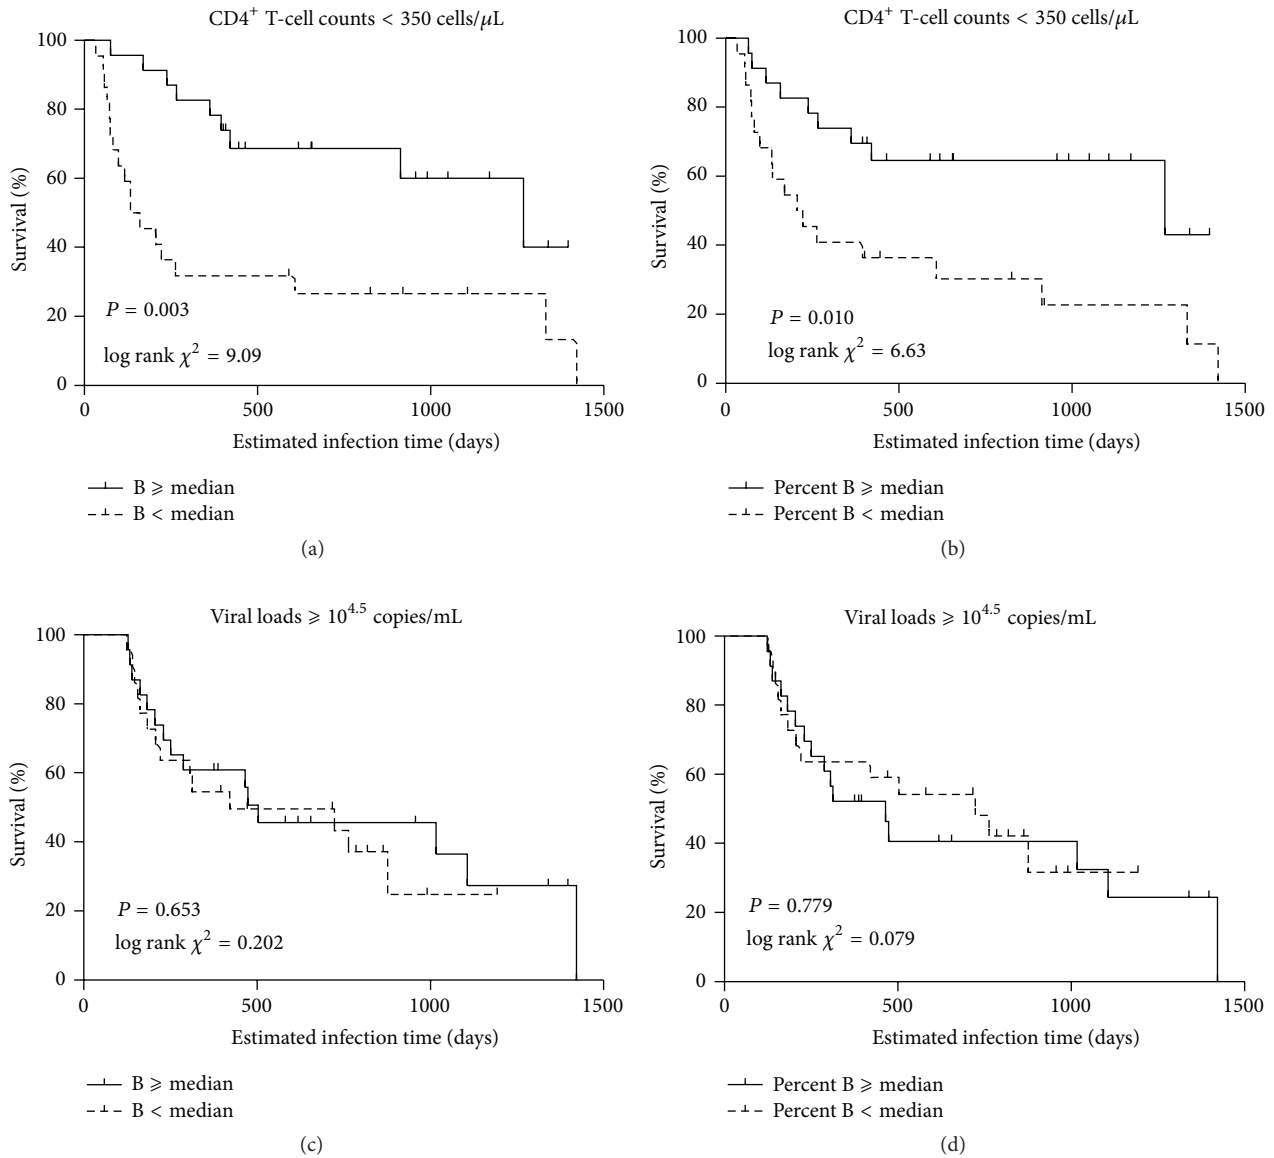 CD4⁺ T-cell counts < 350 cells/μL
100
80
60
40
20
0
Survival (%)
P = 0.003
log rank χ² = 9.09
0 500 1000 1500
Estimated infection time (days)
B ⩾ median
B < median
(a)
CD4⁺ T-cell counts < 350 cells/μL
100
80
60
40
20
0
Survival (%)
P = 0.010
log rank χ² = 6.63
0 500 1000 1500
Estimated infection time (days)
Percent B ⩾ median
Percent B < median
(b)
Viral loads ⩾ 10⁴·⁵ copies/mL
100
80
60
40
20
0
Survival (%)
P = 0.653
log rank χ² = 0.202
0 500 1000 1500
Estimated infection time (days)
B ⩾ median
B < median
(c)
Viral loads ⩾ 10⁴·⁵ copies/mL
100
80
60
40
20
0
Survival (%)
P = 0.779
log rank χ² = 0.079
0 500 1000 1500
Estimated infection time (days)
Percent B ⩾ median
Percent B < median
(d)